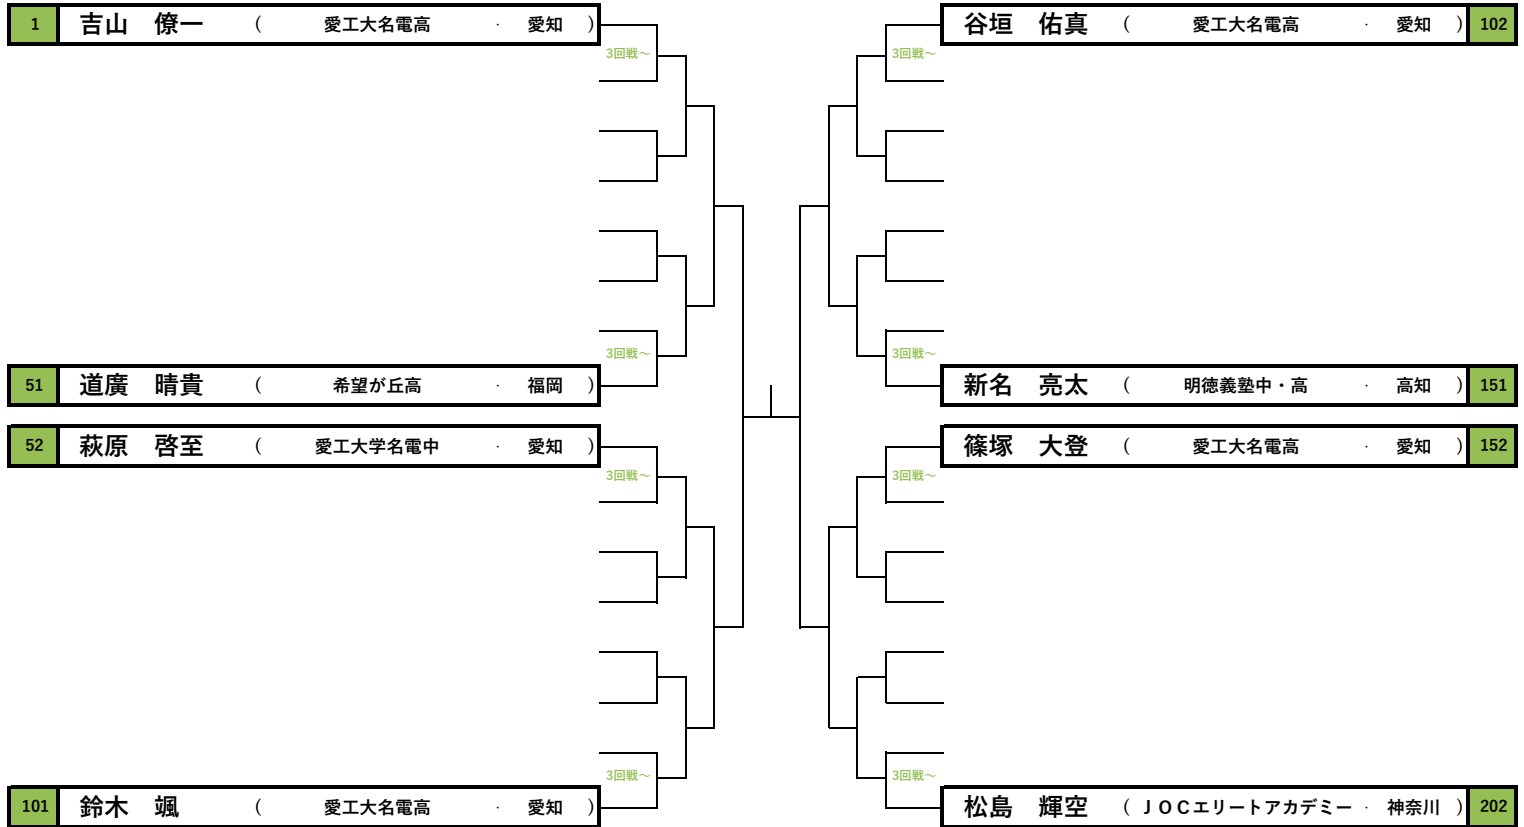 1 吉山　僚一 （ 愛工大名電高 ・ 愛知 ）
3回戦～
51 道廣　晴貴 （ 希望が丘高 ・ 福岡 ）
52 萩原　啓至 （ 愛工大学名電中 ・ 愛知 ）
3回戦～
3回戦～
101 鈴木　颯 （ 愛工大名電高 ・ 愛知 ）
3回戦～
谷垣　佑真 （ 愛工大名電高 ・ 愛知 ） 102
3回戦～
3回戦～
新名　亮太 （ 明徳義塾中・高 ・ 高知 ） 151
篠塚　大登 （ 愛工大名電高 ・ 愛知 ） 152
3回戦～
3回戦～
松島　輝空 （ ＪＯＣエリートアカデミー ・ 神奈川 ） 202